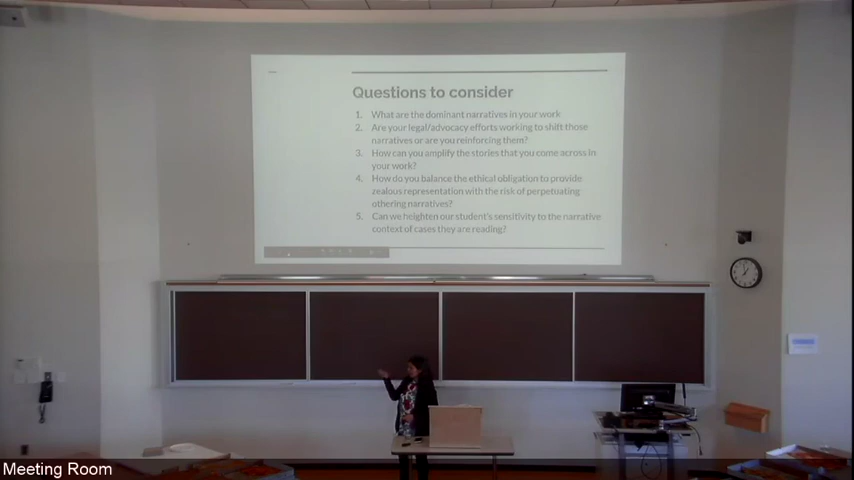 Questions to consider
1. What are the dominant narratives in your work
2. Are your legal/advocacy efforts working to shift those
narratives or are you reinforcing them?
3. How can you amplify the stories that you come across in
your work?
4. How do you balance the ethical obligation to provide
zealous representation with the risk of perpetuating
othering narratives?
5. Can we heighten our student's sensitivity to the narrative
context of cases they are reading?
Meeting Room